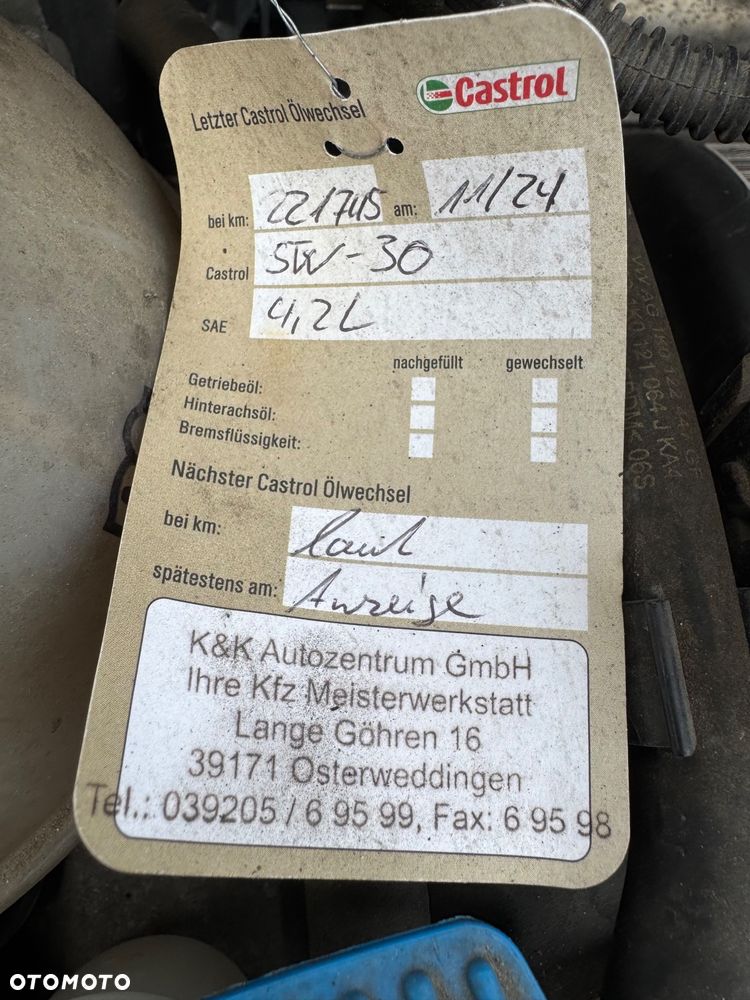 Castrol
Letzter Castrol Ölwechsel
bei km: 221745 am: 11/24
Castrol 5W-30
SAE 4,2L
nachgefüllt gewechselt
Getriebeöl:
Hinterachsöl:
Bremsflüssigkeit:
Nächster Castrol Ölwechsel
bei km: laut
spätestens am: Anzeige
K&K Autozentrum GmbH
Ihre Kfz Meisterwerkstatt
Lange Göhren 16
39171 Osterweddingen
Tel.: 039205 / 6 95 99, Fax: 6 95 98
OTOMOTO